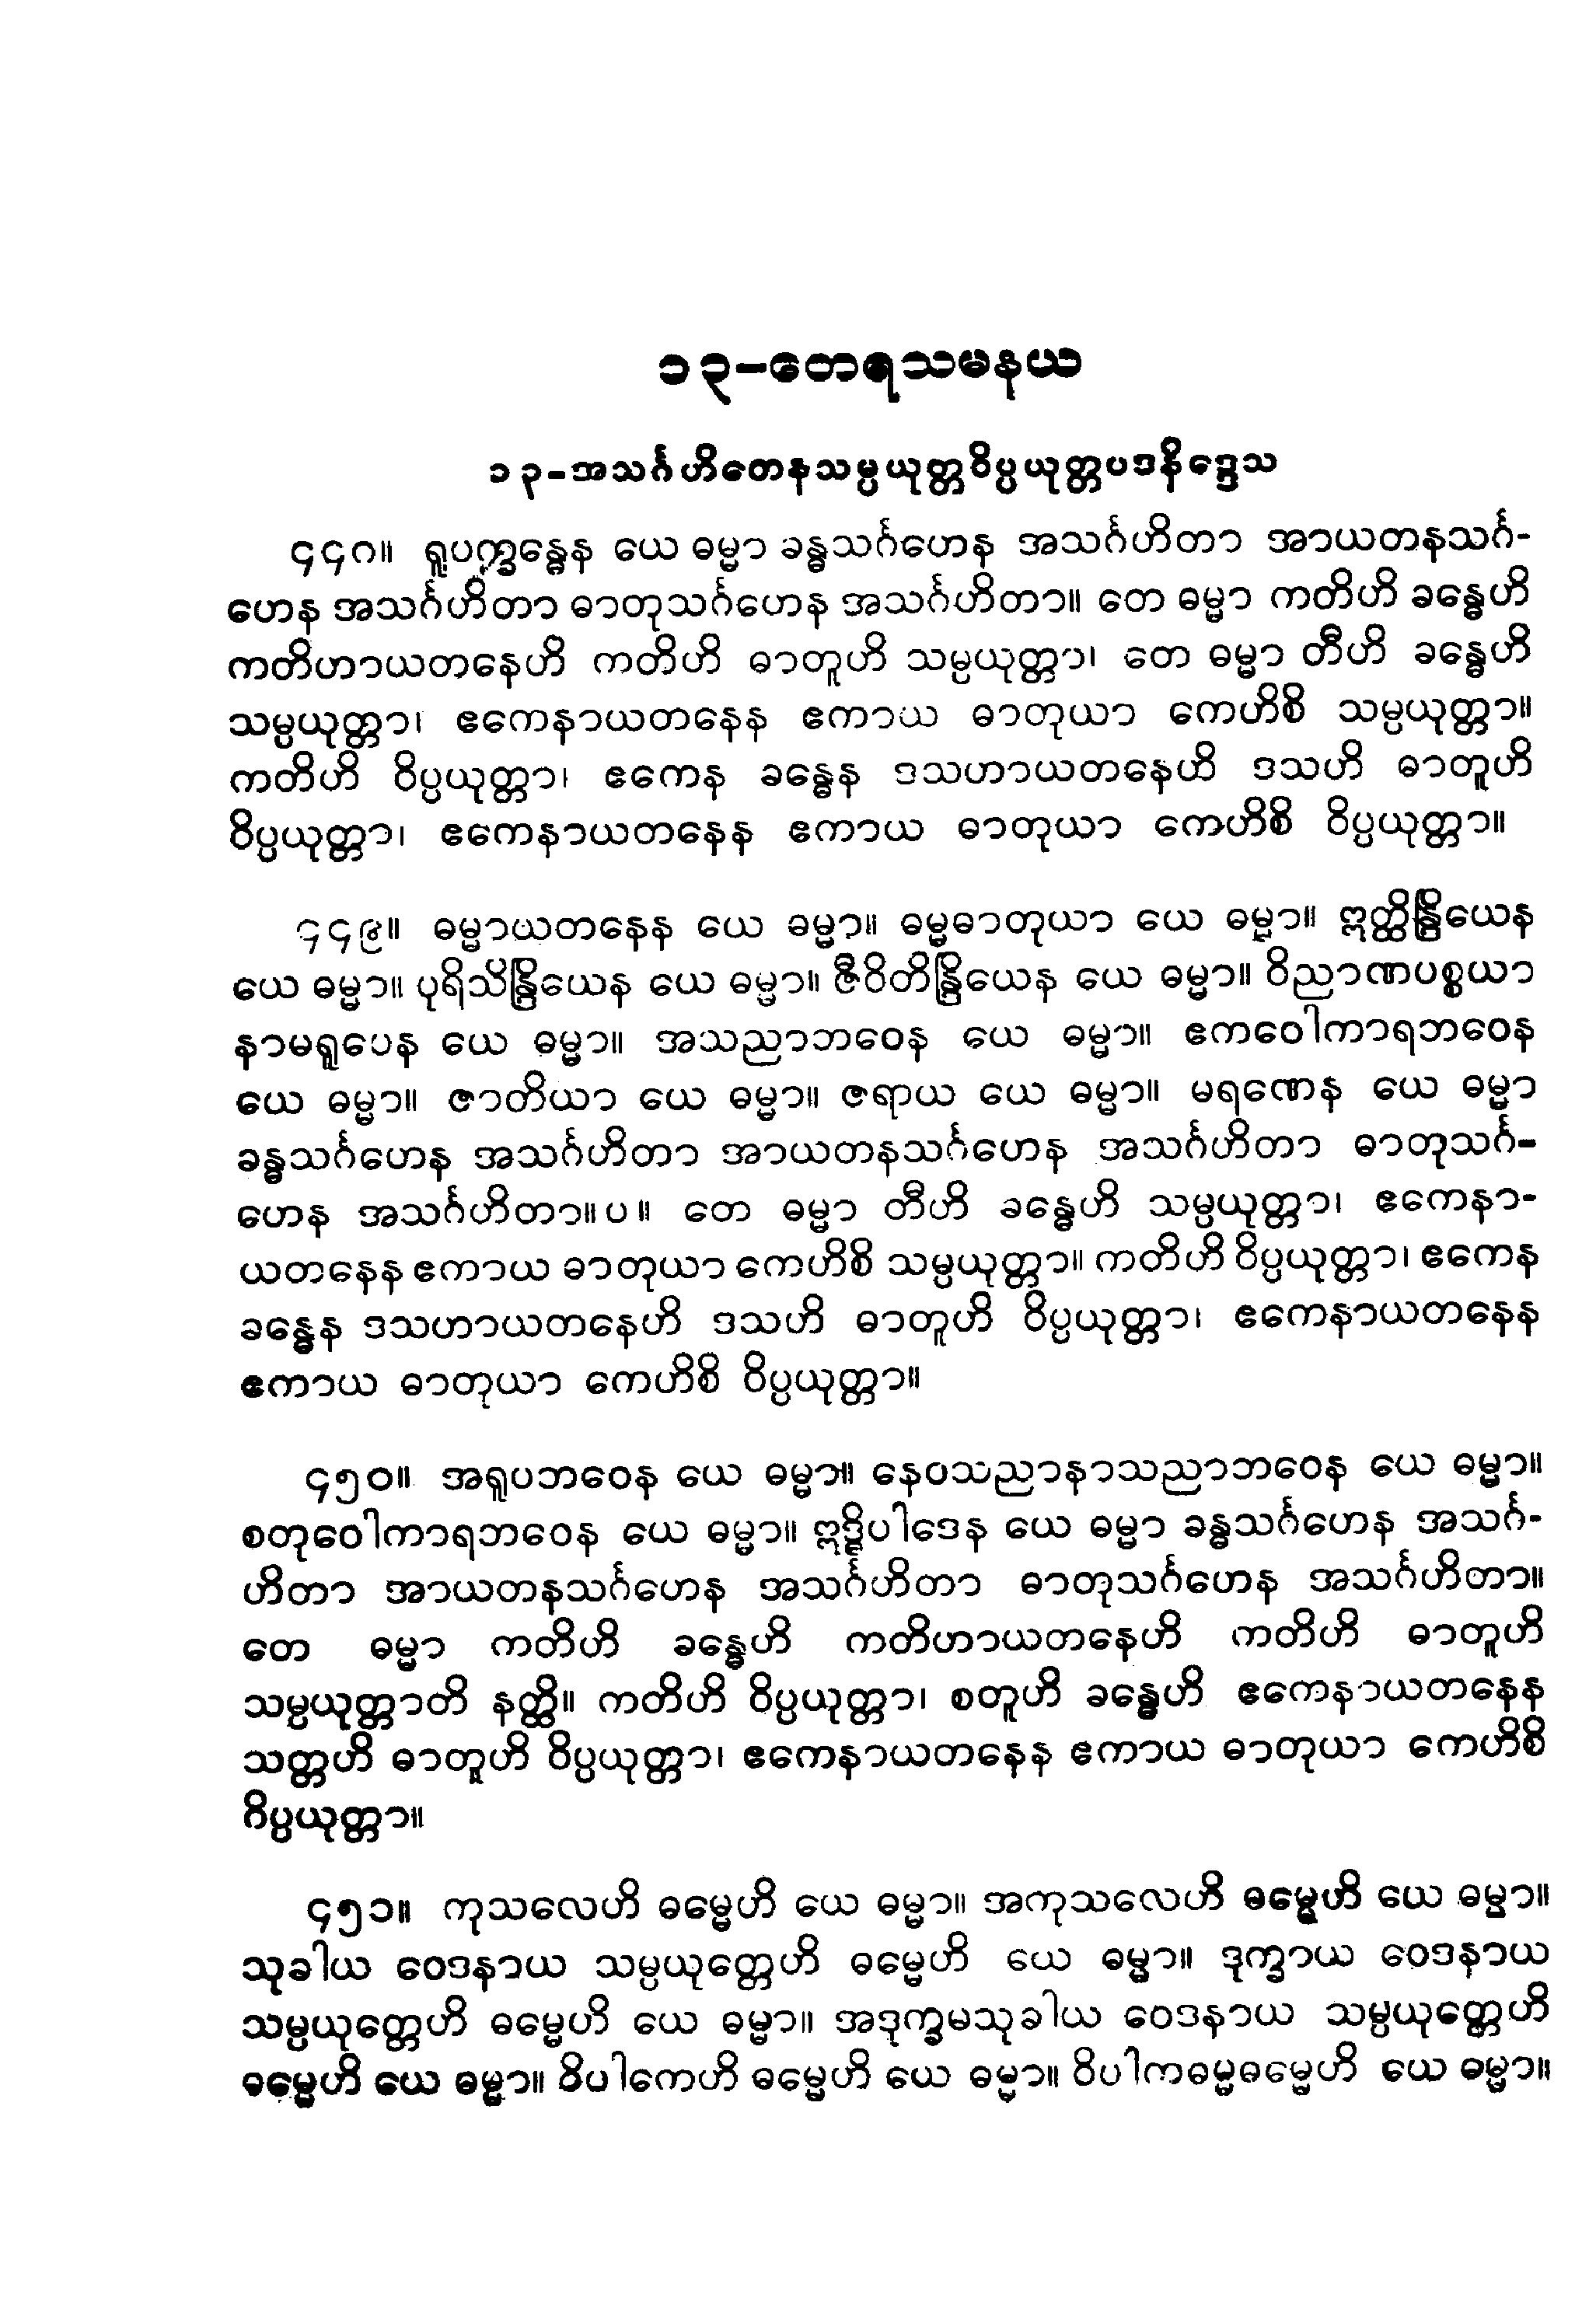 ၁၃-တေရသမနယ
၁၃-အသင်္ဂဟိတေနသမ္ပယုတ္တဝိပ္ပယုတ္တပဒနိဒ္ဒေသ
၄၄၈။ ရူပက္ခန္ဓေန ယေ ဓမ္မာ ခန္ဓသင်္ဂဟေန အသင်္ဂဟိတာ အာယတနသင်္ဂ-
ဟေန အသင်္ဂဟိတာ ဓာတုသင်္ဂဟေန အသင်္ဂဟိတာ။ တေ ဓမ္မာ ကတိဟိ ခန္ဓေဟိ
ကတိဟာယတနေဟိ ကတိဟိ ဓာတူဟိ သမ္ပယုတ္တာ၊ တေ ဓမ္မာ တီဟိ ခန္ဓေဟိ
သမ္ပယုတ္တာ၊ ဧကေနာယတနေန ဧကာယ ဓာတုယာ ကေဟိစိ သမ္ပယုတ္တာ။
ကတိဟိ ဝိပ္ပယုတ္တာ၊ ဧကေန ခန္ဓေန ဒသဟာယတနေဟိ ဒသဟိ ဓာတူဟိ
ဝိပ္ပယုတ္တာ၊ ဧကေနာယတနေန ဧကာယ ဓာတုယာ ကေဟိစိ ဝိပ္ပယုတ္တာ။
၄၄၉။ ဓမ္မာယတနေန ယေ ဓမ္မာ။ ဓမ္မဓာတုယာ ယေ ဓမ္မာ။ ဣတ္ထိန္ဒြိယေန
ယေ ဓမ္မာ။ ပုရိသိန္ဒြိယေန ယေ ဓမ္မာ။ ဇီဝိတိန္ဒြိယေန ယေ ဓမ္မာ။ ဝိညာဏပစ္စယာ
နာမရူပေန ယေ ဓမ္မာ။ အသညာဘဝေန ယေ ဓမ္မာ။ ဧကဝေါကာရဘဝေန
ယေ ဓမ္မာ။ ဇာတိယာ ယေ ဓမ္မာ။ ဇရာယ ယေ ဓမ္မာ။ မရဏေန ယေ ဓမ္မာ
ခန္ဓသင်္ဂဟေန အသင်္ဂဟိတာ အာယတနသင်္ဂဟေန အသင်္ဂဟိတာ ဓာတုသင်္ဂ-
ဟေန အသင်္ဂဟိတာ။ပ။ တေ ဓမ္မာ တီဟိ ခန္ဓေဟိ သမ္ပယုတ္တာ၊ ဧကေနာ-
ယတနေန ဧကာယ ဓာတုယာ ကေဟိစိ သမ္ပယုတ္တာ။ ကတိဟိ ဝိပ္ပယုတ္တာ၊ ဧကေန
ခန္ဓေန ဒသဟာယတနေဟိ ဒသဟိ ဓာတူဟိ ဝိပ္ပယုတ္တာ၊ ဧကေနာယတနေန
ဧကာယ ဓာတုယာ ကေဟိစိ ဝိပ္ပယုတ္တာ။
၄၅၀။ အရူပဘဝေန ယေ ဓမ္မာ။ နေဝသညာနာသညာဘဝေန ယေ ဓမ္မာ။
စတုဝေါကာရဘဝေန ယေ ဓမ္မာ။ ဣဒ္ဓိပါဒေန ယေ ဓမ္မာ ခန္ဓသင်္ဂဟေန အသင်္ဂ-
ဟိတာ အာယတနသင်္ဂဟေန အသင်္ဂဟိတာ ဓာတုသင်္ဂဟေန အသင်္ဂဟိတာ။
တေ ဓမ္မာ ကတိဟိ ခန္ဓေဟိ ကတိဟာယတနေဟိ ကတိဟိ ဓာတူဟိ
သမ္ပယုတ္တာတိ နတ္ထိ။ ကတိဟိ ဝိပ္ပယုတ္တာ၊ စတူဟိ ခန္ဓေဟိ ဧကေနာယတနေန
သတ္တဟိ ဓာတူဟိ ဝိပ္ပယုတ္တာ၊ ဧကေနာယတနေန ဧကာယ ဓာတုယာ ကေဟိစိ
ဝိပ္ပယုတ္တာ။
၄၅၁။ ကုသလေဟိ ဓမ္မေဟိ ယေ ဓမ္မာ။ အကုသလေဟိ ဓမ္မေဟိ ယေ ဓမ္မာ။
သုခါယ ဝေဒနာယ သမ္ပယုတ္တေဟိ ဓမ္မေဟိ ယေ ဓမ္မာ။ ဒုက္ခာယ ဝေဒနာယ
သမ္ပယုတ္တေဟိ ဓမ္မေဟိ ယေ ဓမ္မာ။ အဒုက္ခမသုခါယ ဝေဒနာယ သမ္ပယုတ္တေဟိ
ဓမ္မေဟိ ယေ ဓမ္မာ။ ဝိပါကေဟိ ဓမ္မေဟိ ယေ ဓမ္မာ။ ဝိပါကဓမ္မဓမ္မေဟိ ယေ ဓမ္မာ။